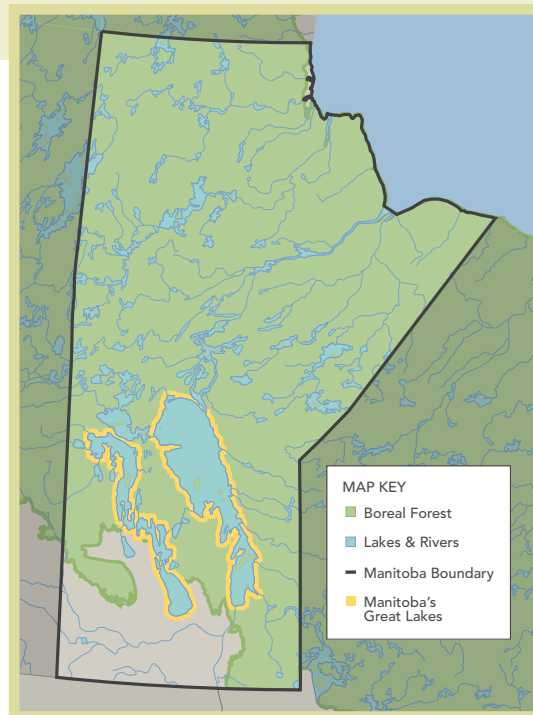 MAP KEY
Boreal Forest
Lakes & Rivers
Manitoba Boundary
Manitoba's
Great Lakes